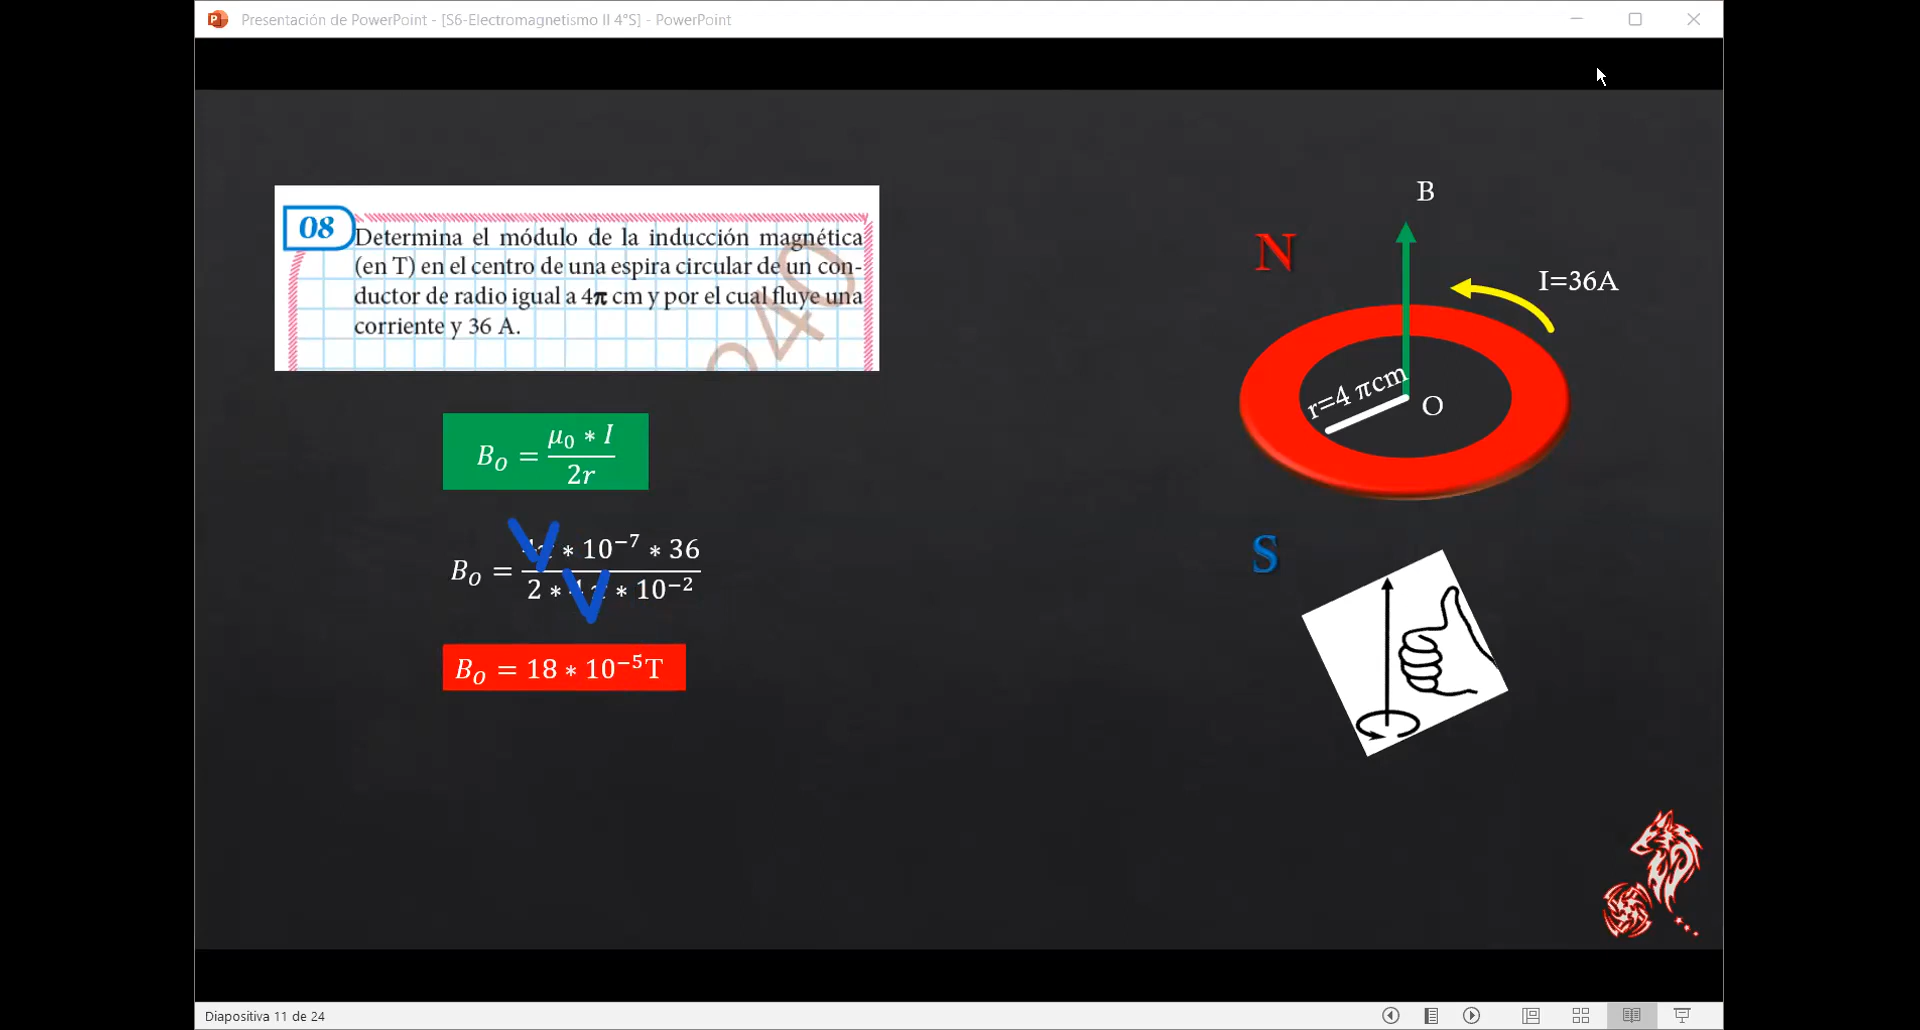 Presentación de PowerPoint - [S6-Electromagnetismo II 4°S] - PowerPoint
08
Determina el módulo de la inducción magnética
(en T) en el centro de una espira circular de un con-
ductor de radio igual a 4π cm y por el cual fluye una
corriente y 36 A.
240
B_O = μ_0 * I / 2r
B_O = * 10^-7 * 36 / 2 * * 10^-2
B_O = 18 * 10^-5 T
B
N
I=36A
r=4 πcm
O
S
Diapositiva 11 de 24